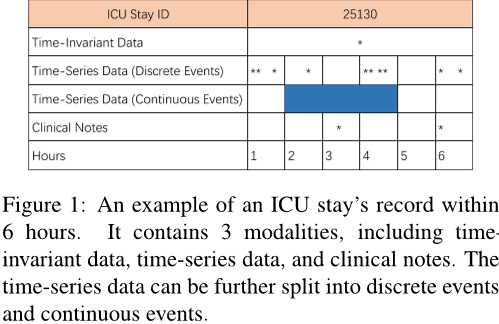 ICU Stay ID 25130
Time-Invariant Data *
Time-Series Data (Discrete Events) ** * * ** ** * *
Time-Series Data (Continuous Events)
Clinical Notes * *
Hours 1 2 3 4 5 6
Figure 1: An example of an ICU stay's record within
6 hours. It contains 3 modalities, including time-
invariant data, time-series data, and clinical notes. The
time-series data can be further split into discrete events
and continuous events.